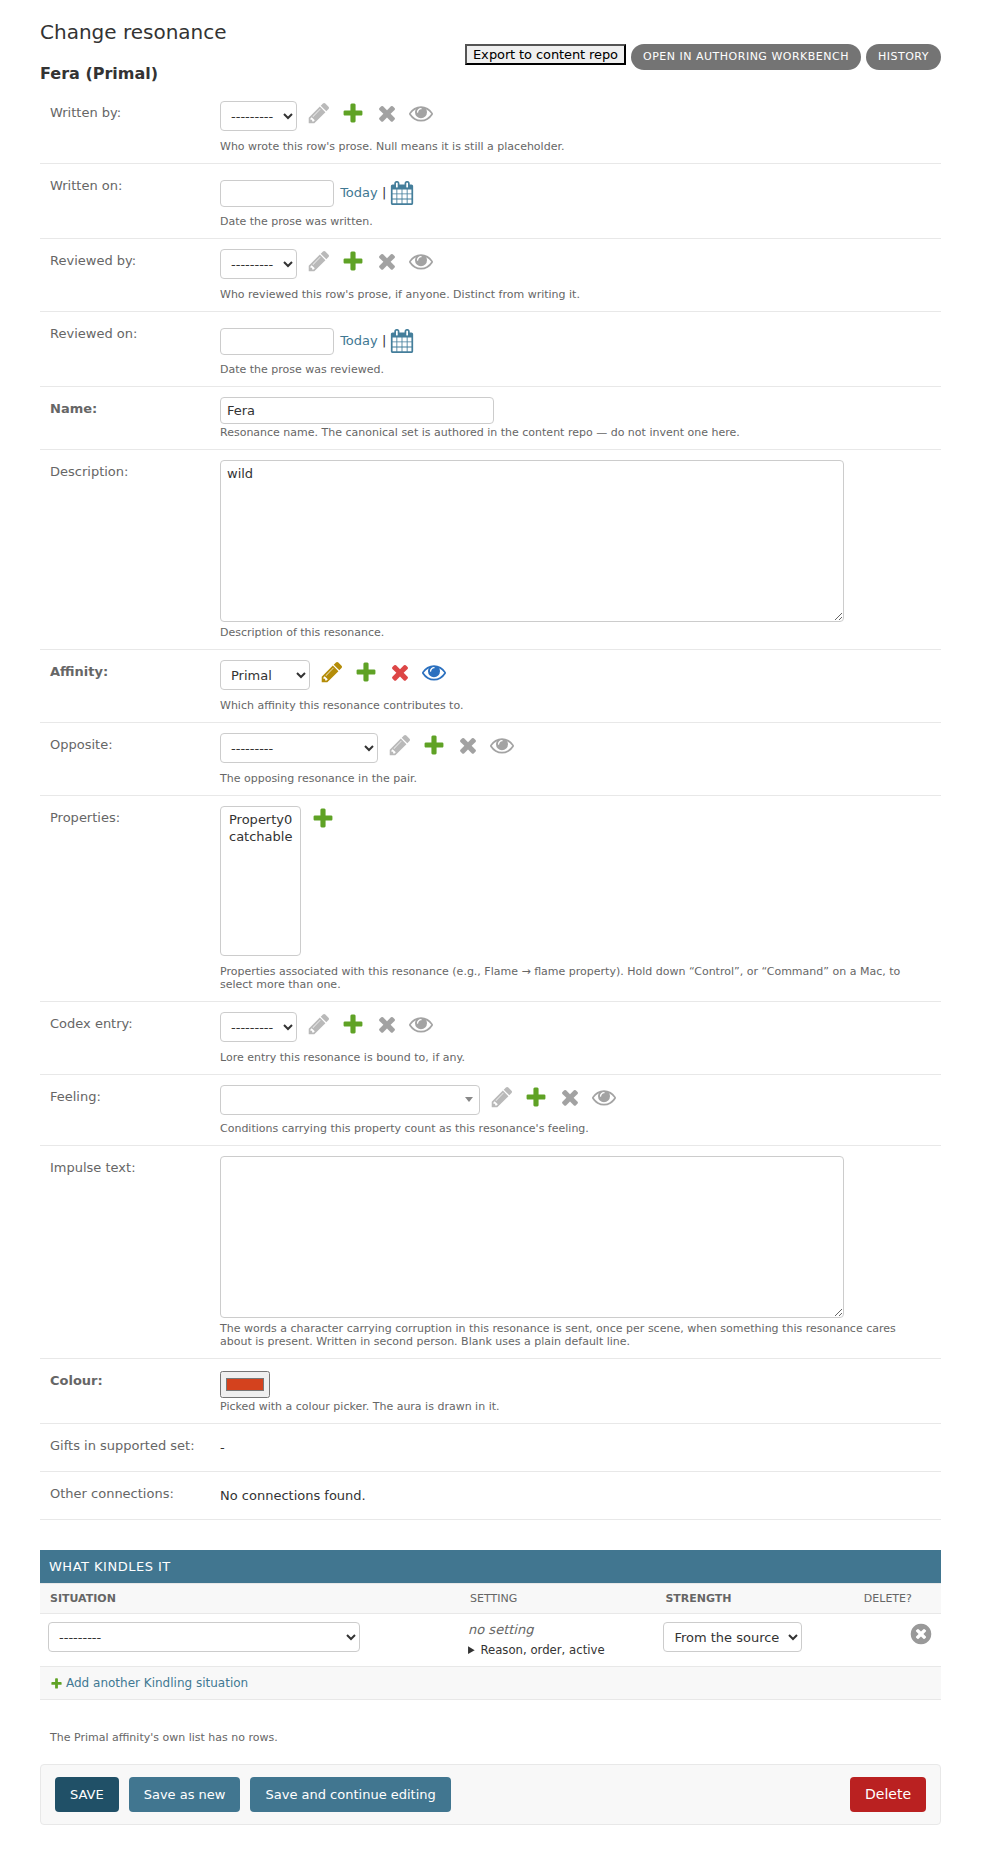 Change resonance
Export to content repo
OPEN IN AUTHORING WORKBENCH
HISTORY
Fera (Primal)
Written by:
---------
Who wrote this row's prose. Null means it is still a placeholder.
Written on:
Today |
Date the prose was written.
Reviewed by:
---------
Who reviewed this row's prose, if anyone. Distinct from writing it.
Reviewed on:
Today |
Date the prose was reviewed.
Name:
Fera
Resonance name. The canonical set is authored in the content repo — do not invent one here.
Description:
wild
Description of this resonance.
Affinity:
Primal
Which affinity this resonance contributes to.
Opposite:
---------
The opposing resonance in the pair.
Properties:
Property0
catchable
Properties associated with this resonance (e.g., Flame → flame property). Hold down “Control”, or “Command” on a Mac, to
select more than one.
Codex entry:
---------
Lore entry this resonance is bound to, if any.
Feeling:
Conditions carrying this property count as this resonance's feeling.
Impulse text:
The words a character carrying corruption in this resonance is sent, once per scene, when something this resonance cares
about is present. Written in second person. Blank uses a plain default line.
Colour:
Picked with a colour picker. The aura is drawn in it.
Gifts in supported set:
-
Other connections:
No connections found.
WHAT KINDLES IT
SITUATION SETTING STRENGTH DELETE?
---------
no setting
From the source
Reason, order, active
Add another Kindling situation
The Primal affinity's own list has no rows.
SAVE
Save as new
Save and continue editing
Delete